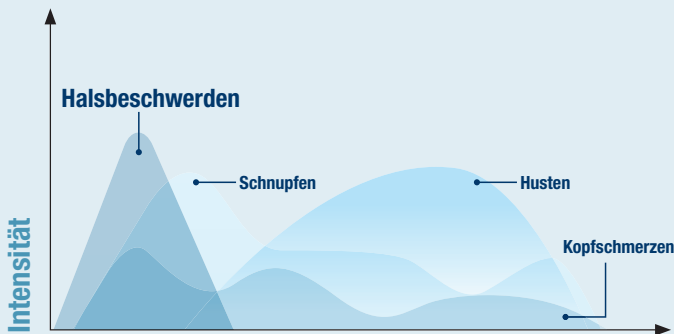 Halsbeschwerden
Schnupfen
Husten
Kopfschmerzen
Intensität